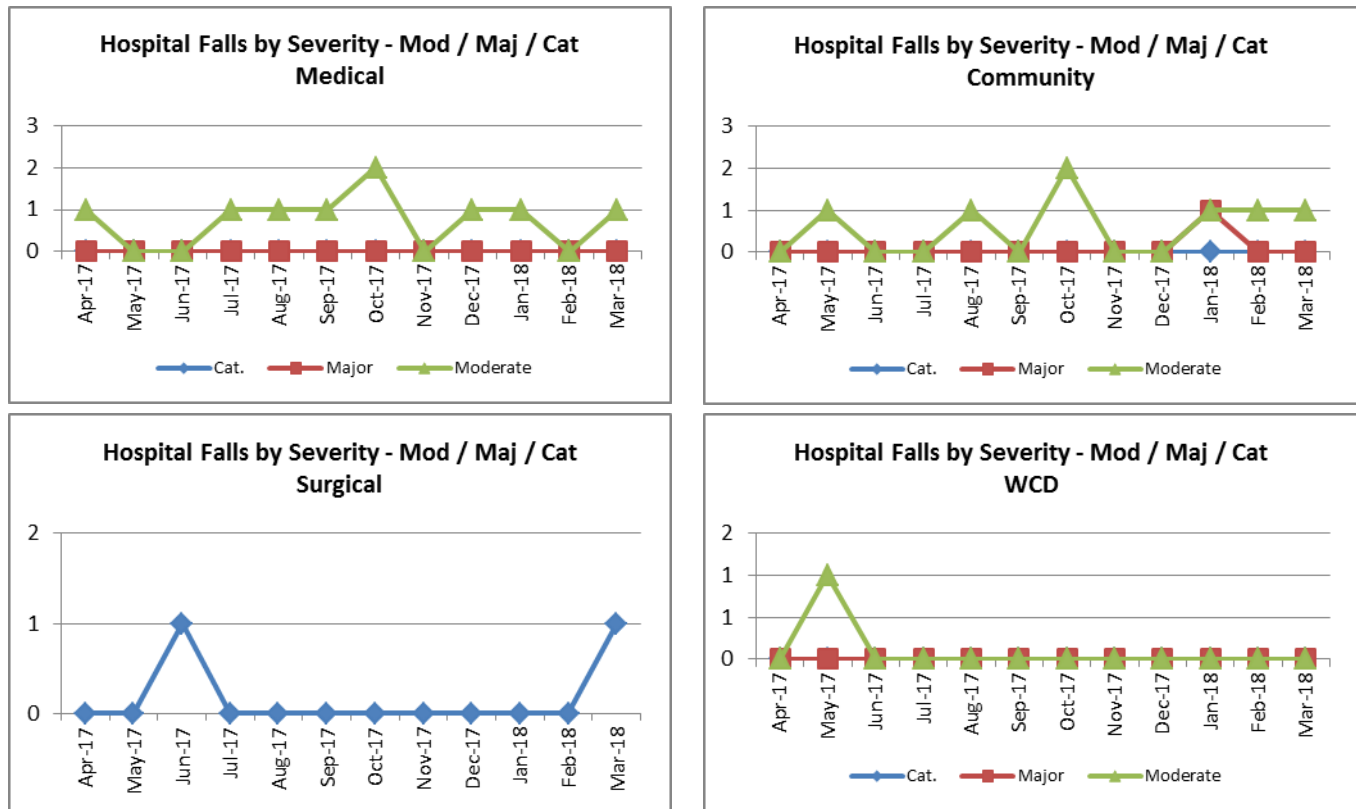 Hospital Falls by Severity - Mod / Maj / Cat
Medical
3
2
1
0
Apr-17 May-17 Jun-17 Jul-17 Aug-17 Sep-17 Oct-17 Nov-17 Dec-17 Jan-18 Feb-18 Mar-18
Cat. Major Moderate
Hospital Falls by Severity - Mod / Maj / Cat
Community
3
2
1
0
Apr-17 May-17 Jun-17 Jul-17 Aug-17 Sep-17 Oct-17 Nov-17 Dec-17 Jan-18 Feb-18 Mar-18
Cat. Major Moderate
Hospital Falls by Severity - Mod / Maj / Cat
Surgical
2
1
0
Apr-17 May-17 Jun-17 Jul-17 Aug-17 Sep-17 Oct-17 Nov-17 Dec-17 Jan-18 Feb-18 Mar-18
Hospital Falls by Severity - Mod / Maj / Cat
WCD
2
1
1
0
Apr-17 May-17 Jun-17 Jul-17 Aug-17 Sep-17 Oct-17 Nov-17 Dec-17 Jan-18 Feb-18 Mar-18
Cat. Major Moderate